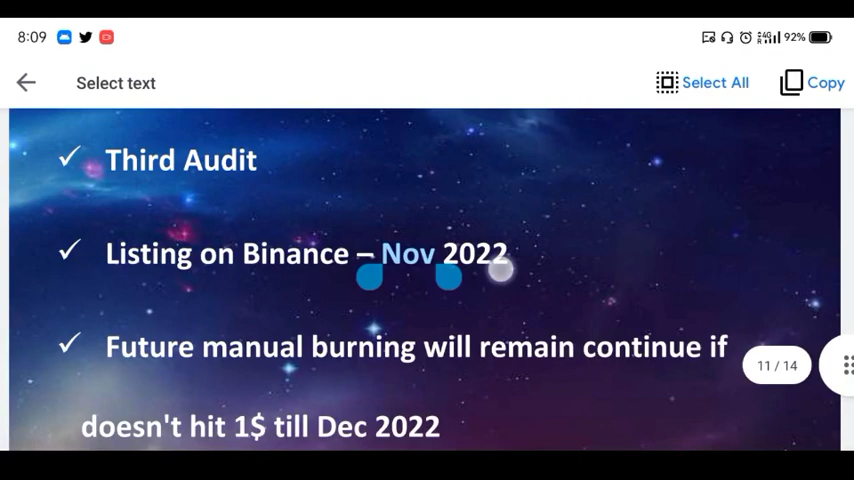 8:09
4G
R
92%
Select text
Select All
Copy
Third Audit
Listing on Binance – Nov 2022
Future manual burning will remain continue if
11 / 14
doesn't hit 1$ till Dec 2022